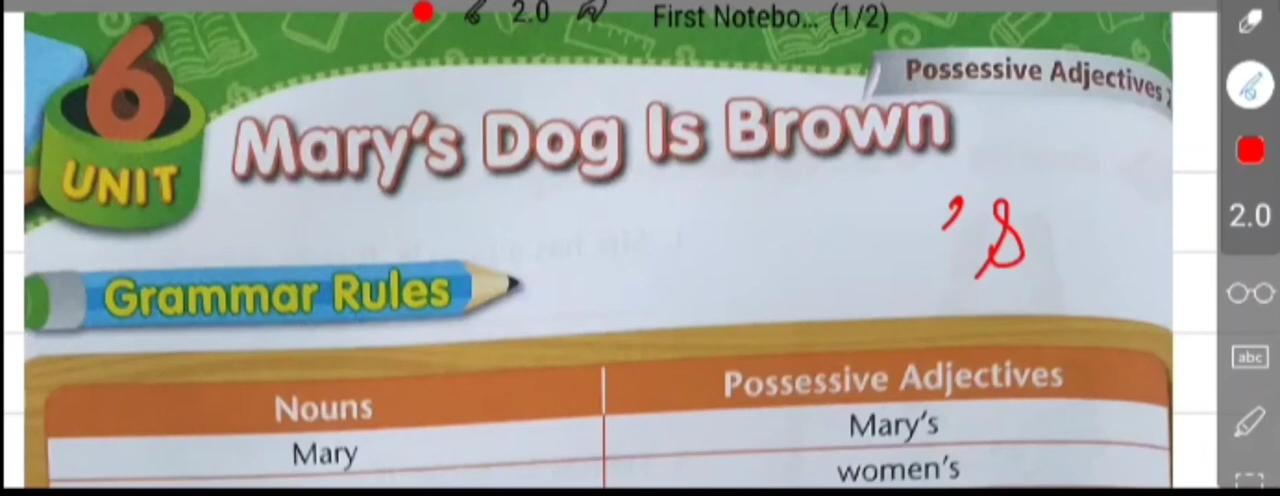 2.0 First Notebo... (1/2)
Possessive Adjectives 2
6
UNIT
Mary's Dog Is Brown
's
2.0
Grammar Rules
abc
Nouns Possessive Adjectives
Mary Mary's
women's